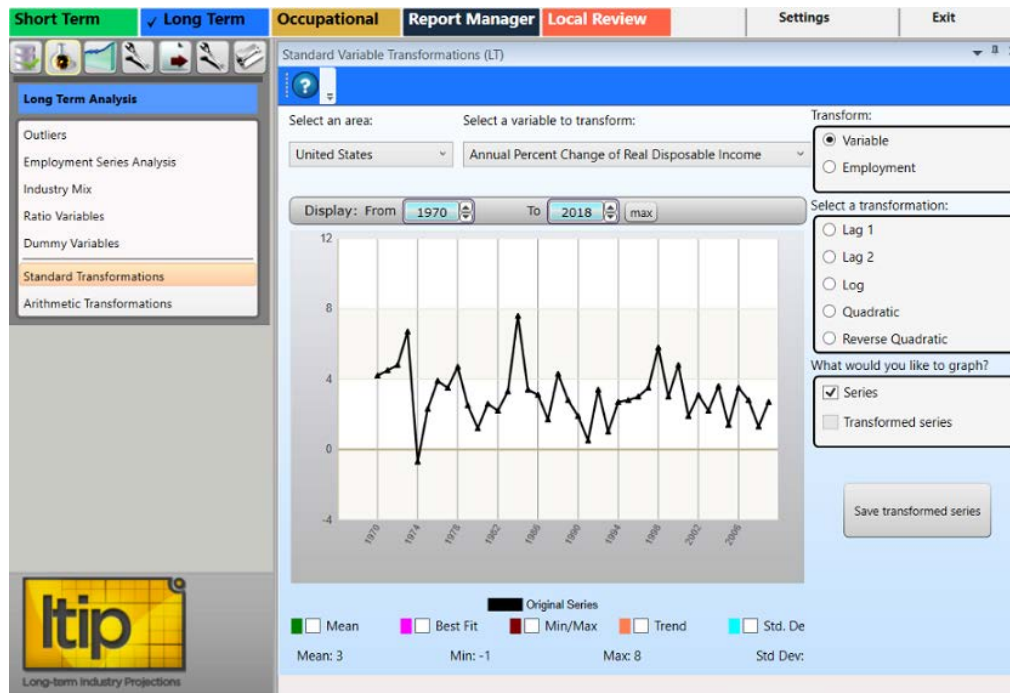 Short Term
✓ Long Term
Occupational
Report Manager
Local Review
Settings
Exit
Long Term Analysis
Outliers
Employment Series Analysis
Industry Mix
Ratio Variables
Dummy Variables
Standard Transformations
Arithmetic Transformations
ltip
Long-term Industry Projections
Standard Variable Transformations (LT)
?
Select an area:
Select a variable to transform:
United States
Annual Percent Change of Real Disposable Income
Display: From 1970 To 2018 max
12
8
4
0
-4
1970 1974 1978 1982 1986 1990 1994 1998 2002 2006
Original Series
Mean Best Fit Min/Max Trend Std. De
Mean: 3 Min: -1 Max: 8 Std Dev:
Transform:
Variable
Employment
Select a transformation:
Lag 1
Lag 2
Log
Quadratic
Reverse Quadratic
What would you like to graph?
Series
Transformed series
Save transformed series